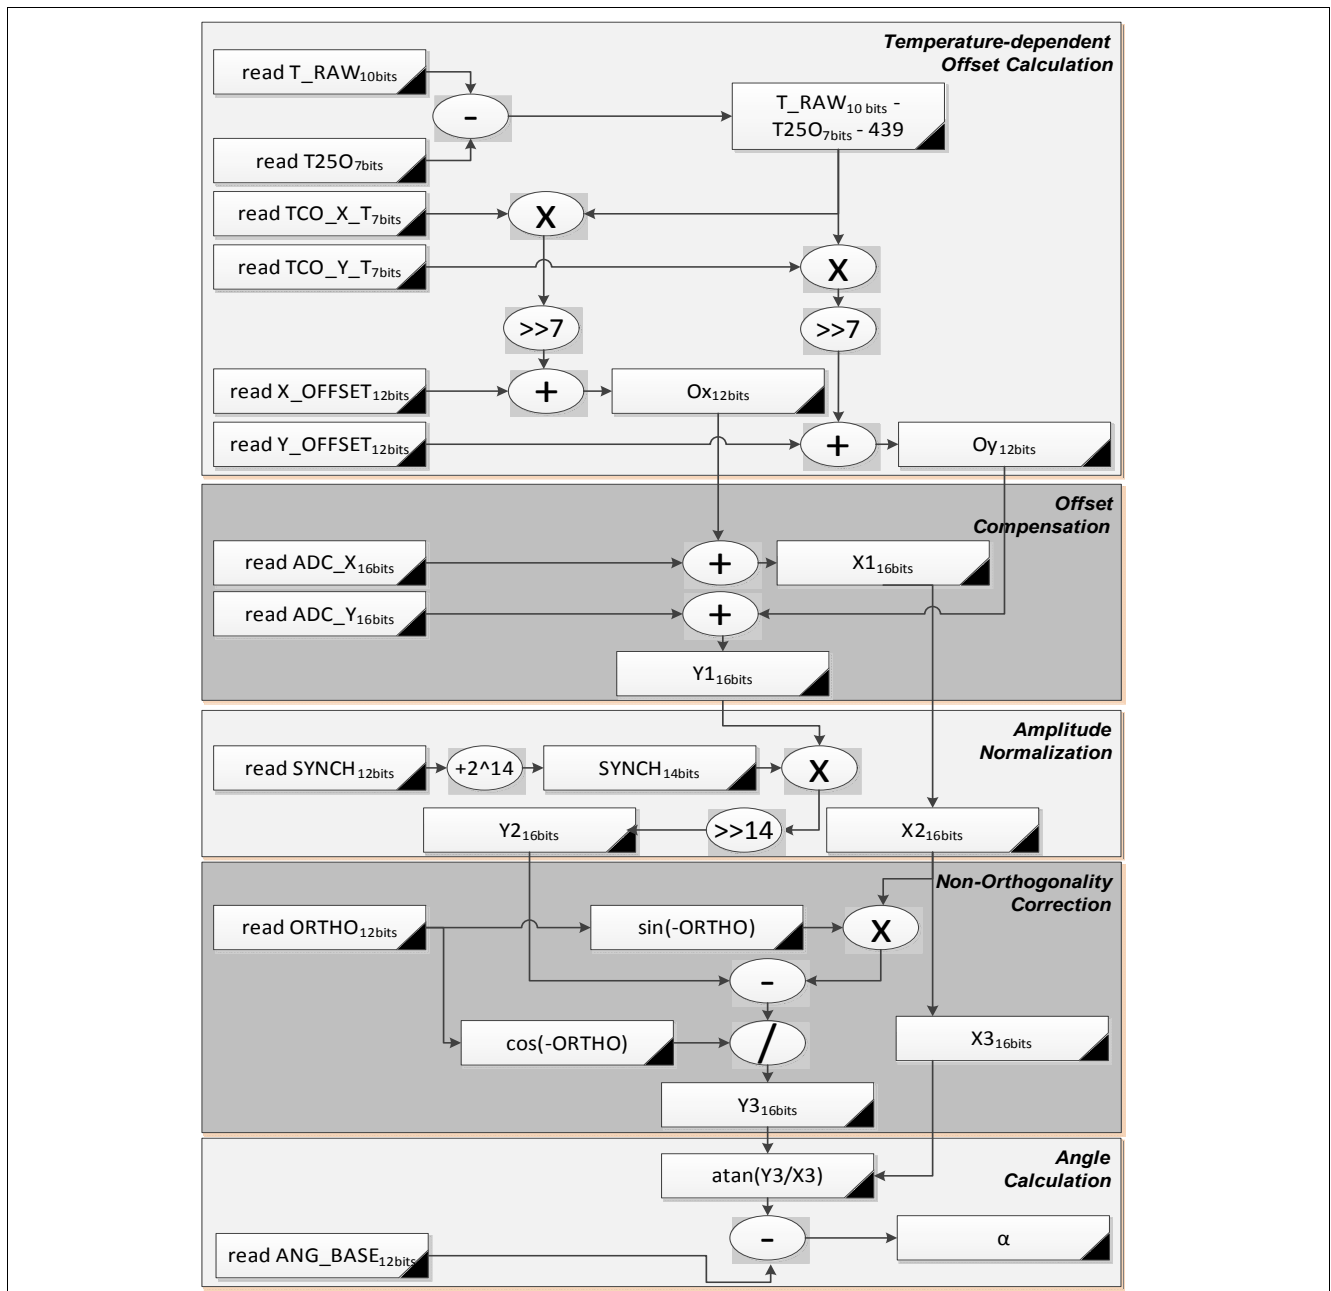 Temperature-dependent
Offset Calculation
read T_RAW10bits
-
T_RAW10 bits -
T25O7bits - 439
read T25O7bits
read TCO_X_T7bits
X
read TCO_Y_T7bits
X
>>7
>>7
read X_OFFSET12bits
+
Ox12bits
read Y_OFFSET12bits
+
Oy12bits
Offset
Compensation
read ADC_X16bits
+
X116bits
read ADC_Y16bits
+
Y116bits
Amplitude
Normalization
read SYNCH12bits
+2^14
SYNCH14bits
X
Y216bits
>>14
X216bits
Non-Orthogonality
Correction
read ORTHO12bits
sin(-ORTHO)
X
-
cos(-ORTHO)
/
X316bits
Y316bits
Angle
Calculation
atan(Y3/X3)
-
α
read ANG_BASE12bits